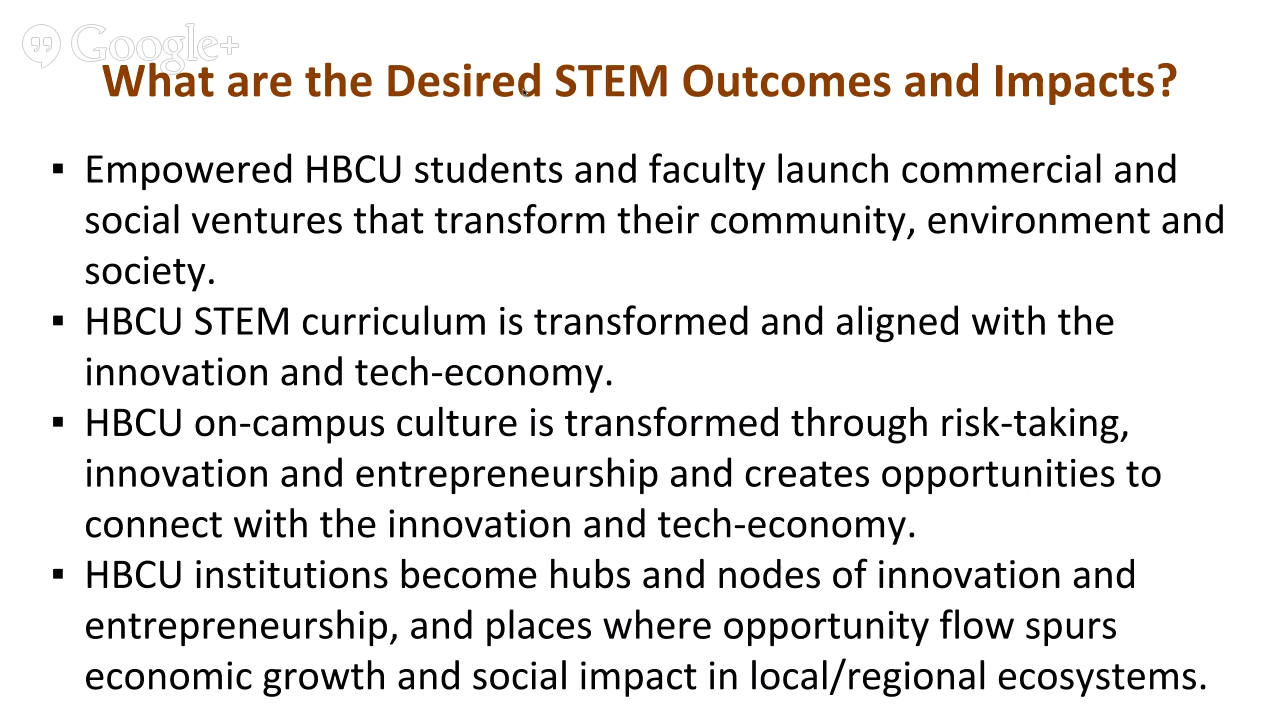 Google+
What are the Desired STEM Outcomes and Impacts?
▪ Empowered HBCU students and faculty launch commercial and
social ventures that transform their community, environment and
society.
▪ HBCU STEM curriculum is transformed and aligned with the
innovation and tech-economy.
▪ HBCU on-campus culture is transformed through risk-taking,
innovation and entrepreneurship and creates opportunities to
connect with the innovation and tech-economy.
▪ HBCU institutions become hubs and nodes of innovation and
entrepreneurship, and places where opportunity flow spurs
economic growth and social impact in local/regional ecosystems.